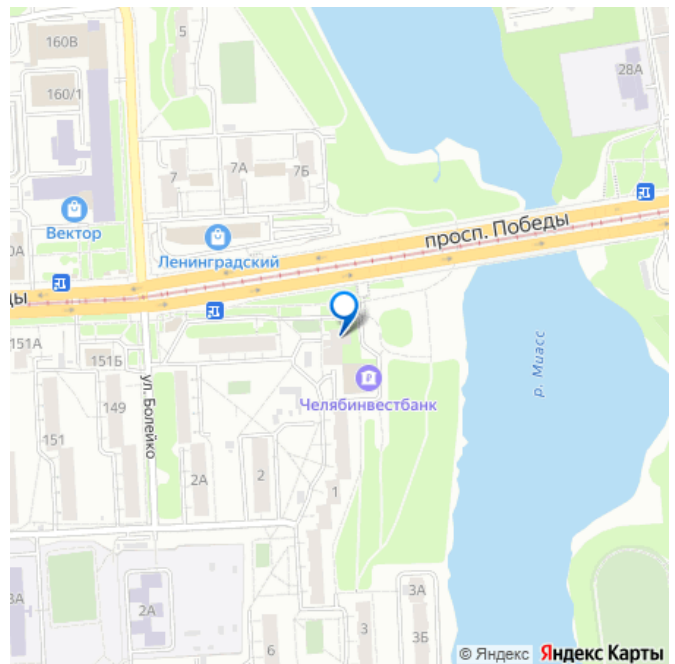 5
160В
28А
160/1
7А
7Б
7
Вектор
Ленинградский
просп. Победы
0А
ды
151А
151Б
р. Миасс
Челябинвестбанк
ул. Болейко
149
151
2А
2
1
3А
2А
3А
3
3Б
6
© Яндекс Яндекс Карты